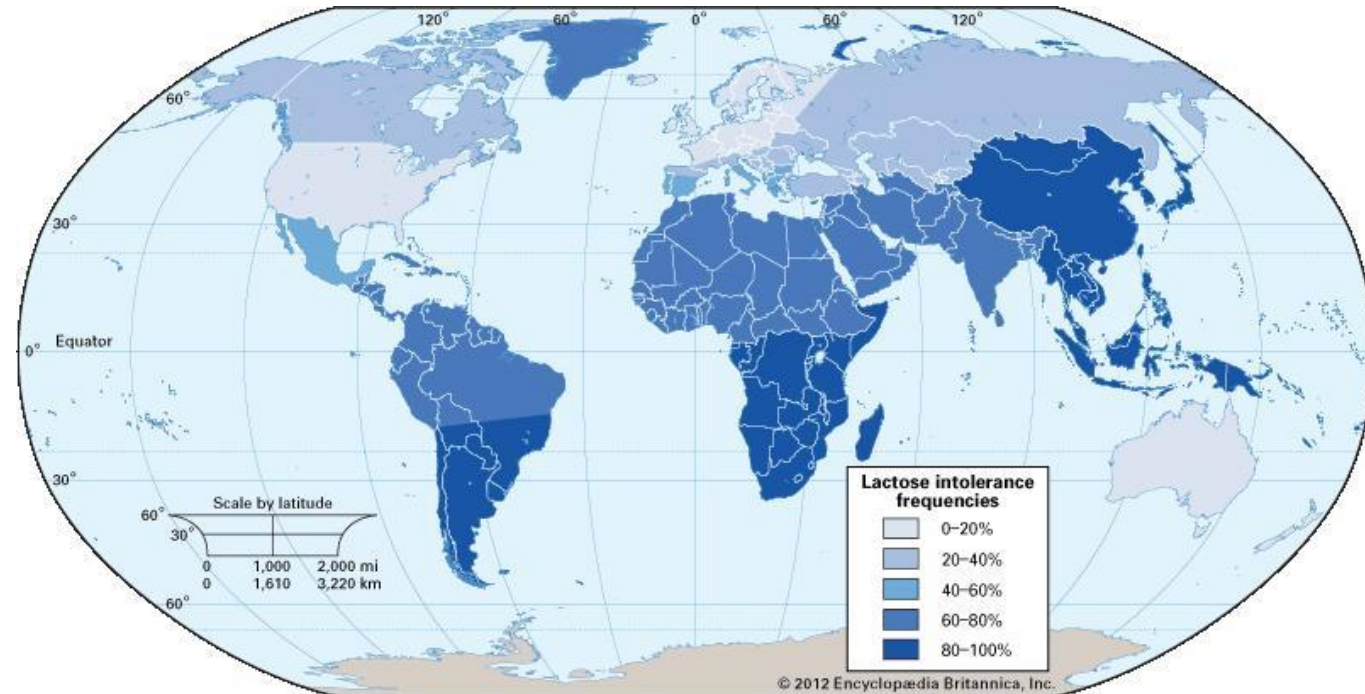 120° 60° 0° 60° 120°
60°
30°
Equator
0°
30°
60°
Scale by latitude
60°
30°
0 1,000 2,000 mi
0 1,610 3,220 km
Lactose intolerance
frequencies
0–20%
20–40%
40–60%
60–80%
80–100%
© 2012 Encyclopædia Britannica, Inc.